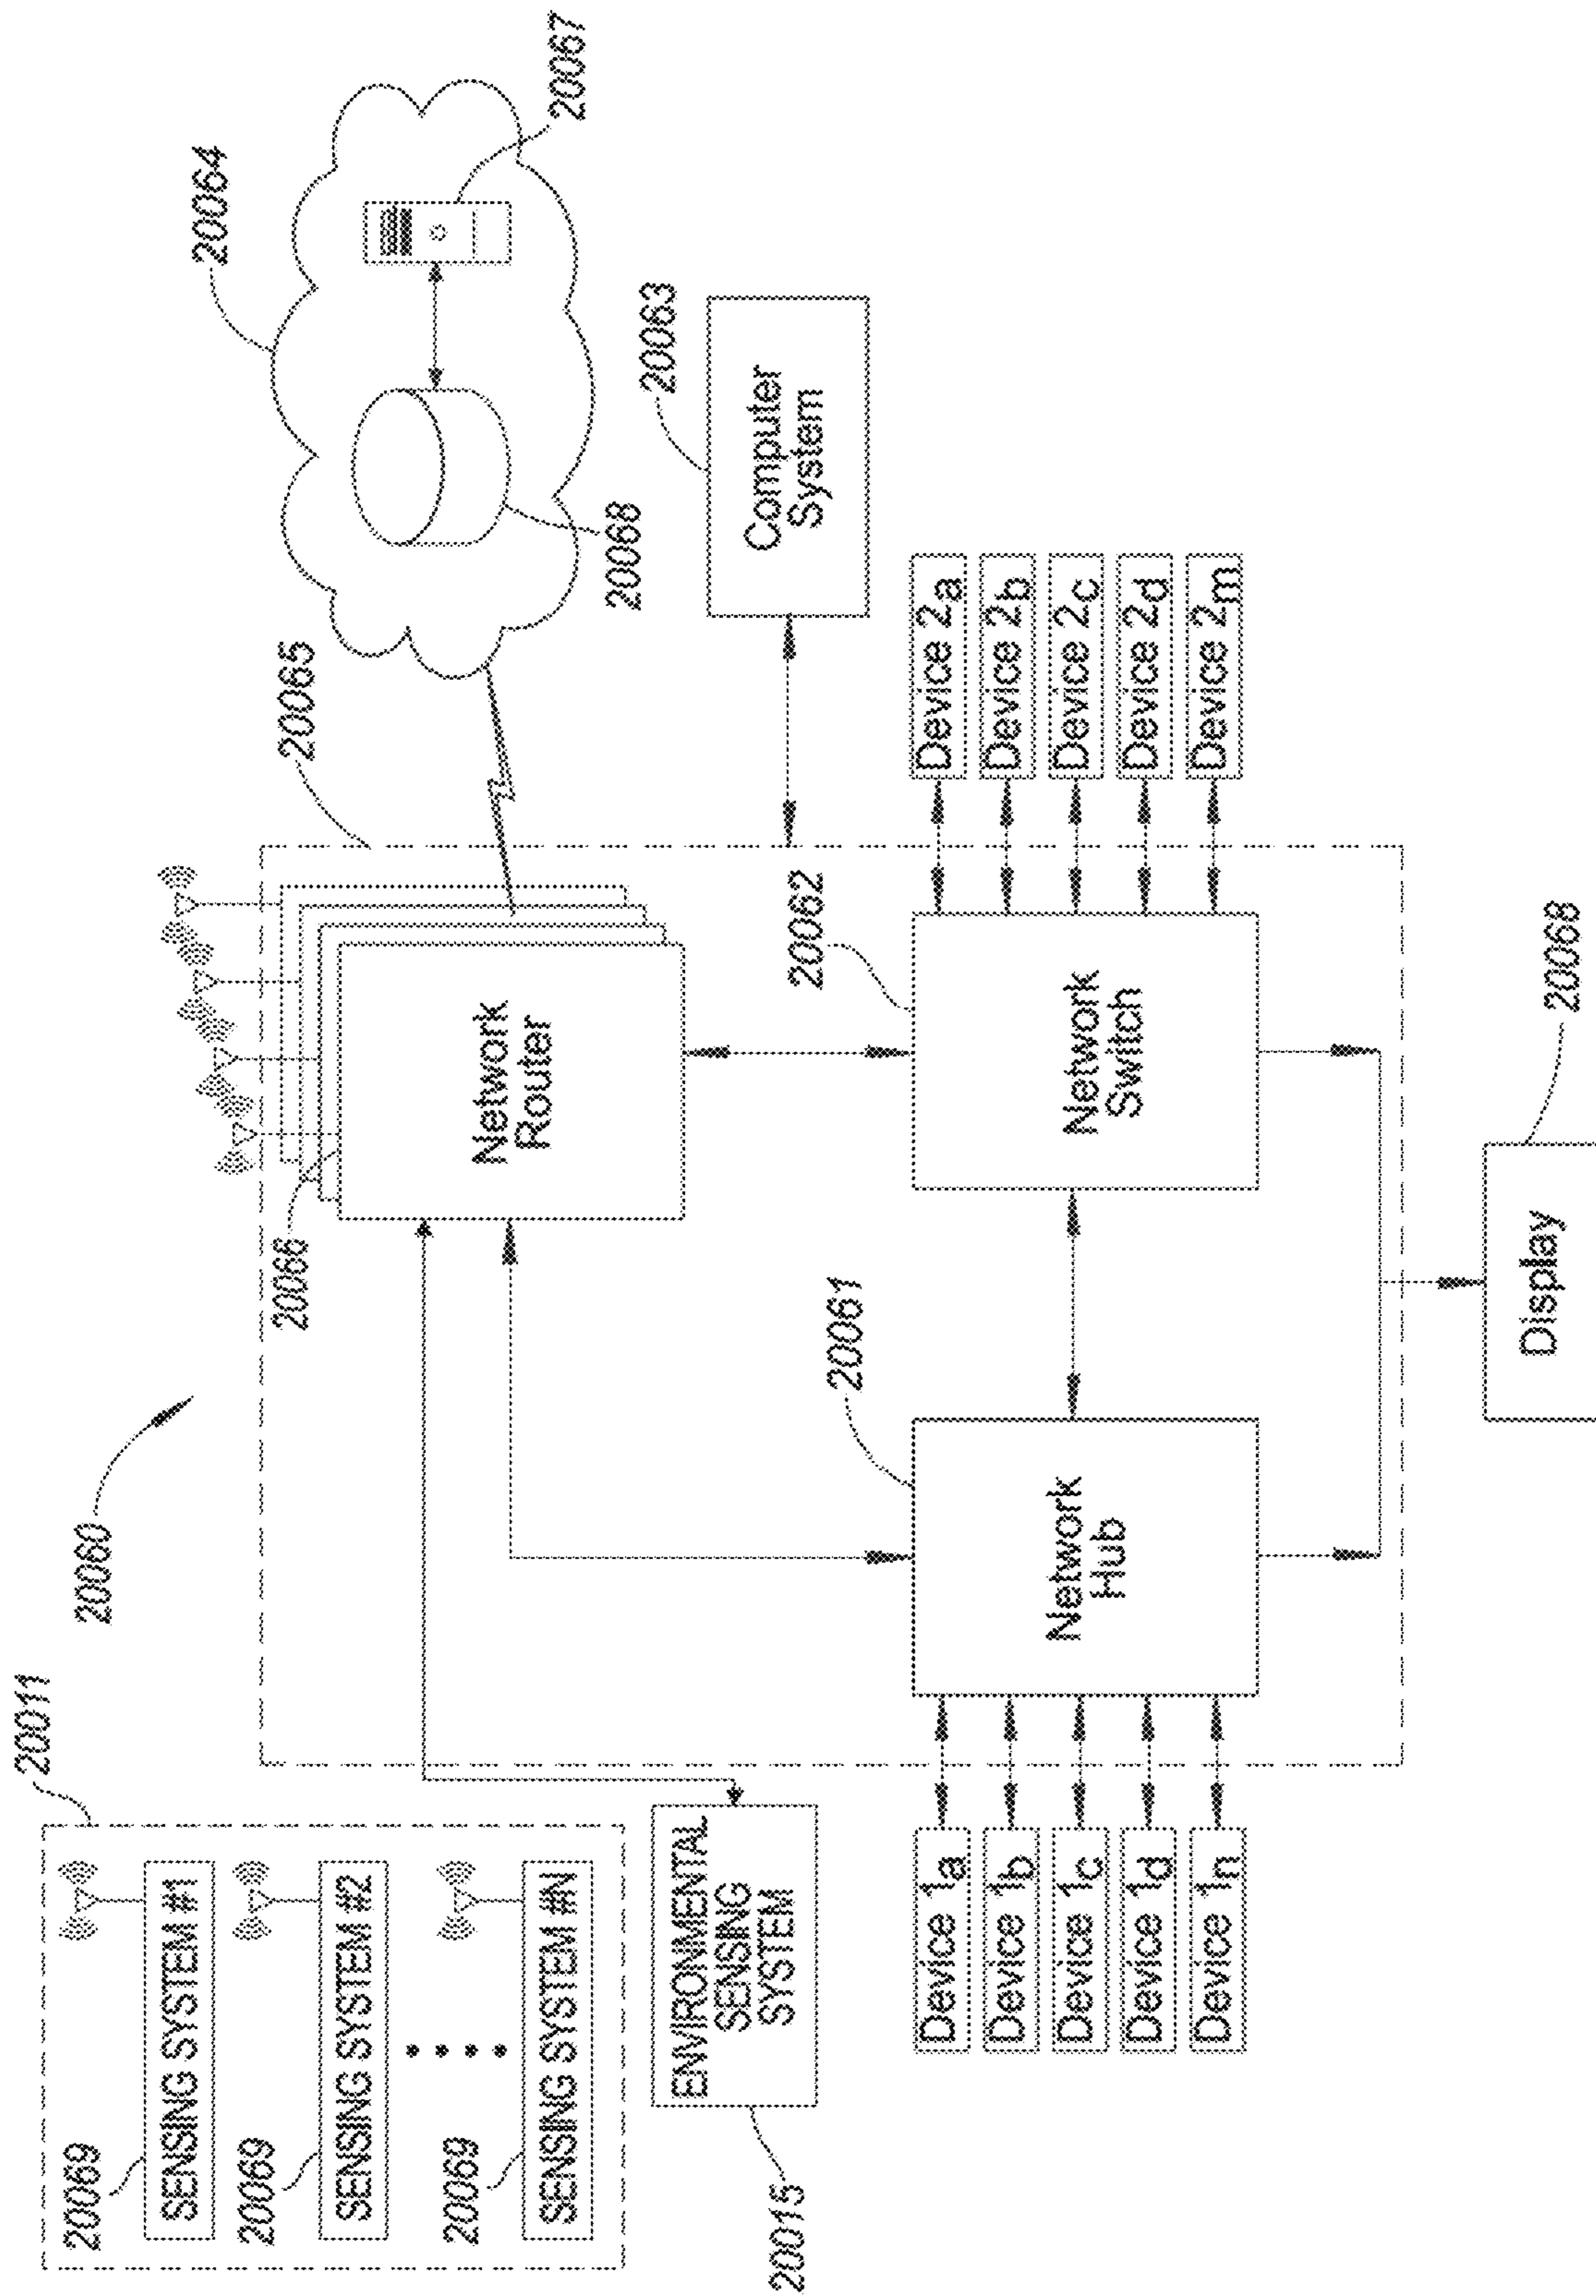 20011
20069
SENSING SYSTEM #1
20069
SENSING SYSTEM #2
20069
SENSING SYSTEM #N
20015
ENVIRONMENTAL
SENSING
SYSTEM
20060
20066
Network
Router
20065
20064
20067
20068
20063
Computer
System
20061
Network
Hub
20062
Network
Switch
Device 1a
Device 1b
Device 1c
Device 1d
Device 1n
Device 2a
Device 2b
Device 2c
Device 2d
Device 2m
Display
20068